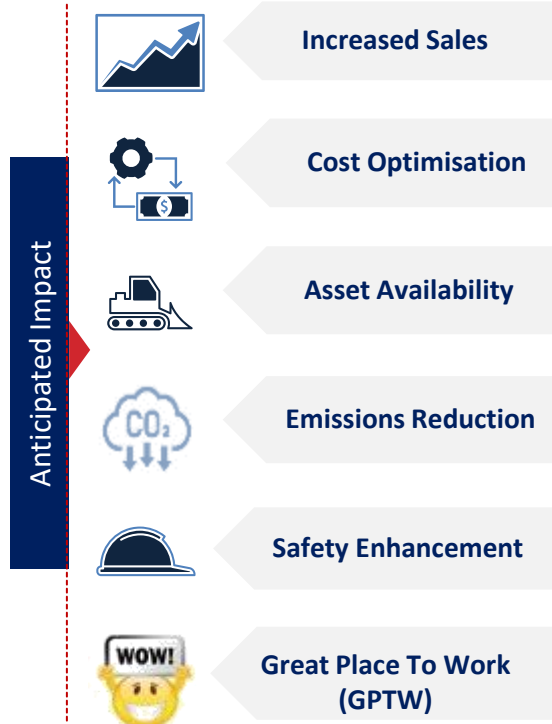 Anticipated Impact
Increased Sales
$
Cost Optimisation
Asset Availability
CO₂
Emissions Reduction
Safety Enhancement
WOW!
Great Place To Work
(GPTW)